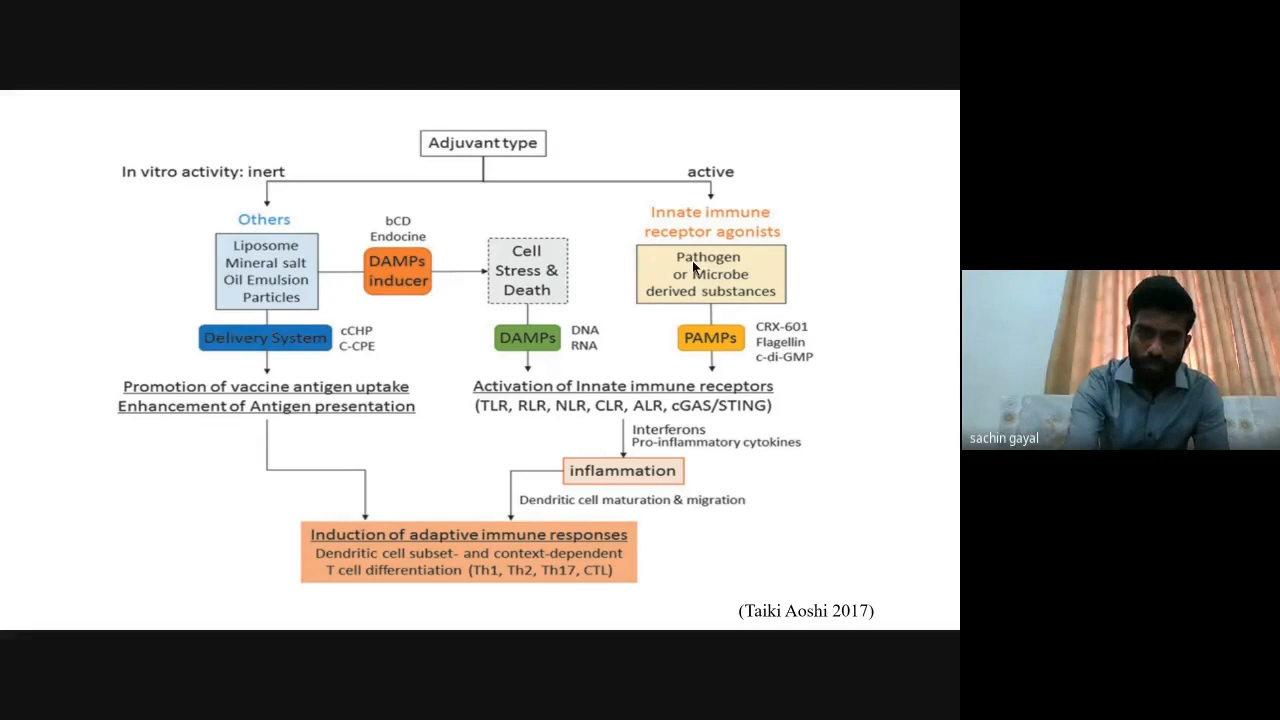 Adjuvant type
In vitro activity: inert
active
Others
Liposome
Mineral salt
Oil Emulsion
Particles
bCD
Endocine
DAMPs
inducer
Cell
Stress &
Death
Innate immune
receptor agonists
Pathogen
or Microbe
derived substances
Delivery System
cCHP
C-CPE
DAMPs
DNA
RNA
PAMPs
CRX-601
Flagellin
c-di-GMP
Promotion of vaccine antigen uptake
Enhancement of Antigen presentation
Activation of Innate immune receptors
(TLR, RLR, NLR, CLR, ALR, cGAS/STING)
Interferons
Pro-inflammatory cytokines
inflammation
Dendritic cell maturation & migration
Induction of adaptive immune responses
Dendritic cell subset- and context-dependent
T cell differentiation (Th1, Th2, Th17, CTL)
(Taiki Aoshi 2017)
sachin gayal